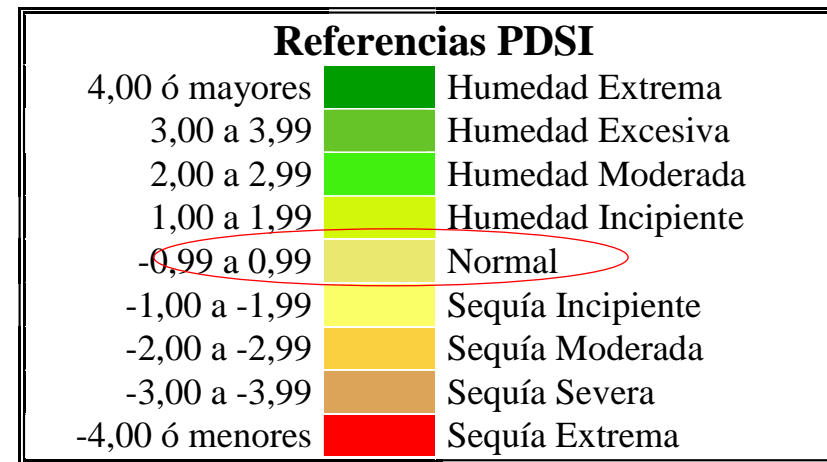 Referencias PDSI
4,00 ó mayores Humedad Extrema
3,00 a 3,99 Humedad Excesiva
2,00 a 2,99 Humedad Moderada
1,00 a 1,99 Humedad Incipiente
-0,99 a 0,99 Normal
-1,00 a -1,99 Sequía Incipiente
-2,00 a -2,99 Sequía Moderada
-3,00 a -3,99 Sequía Severa
-4,00 ó menores Sequía Extrema